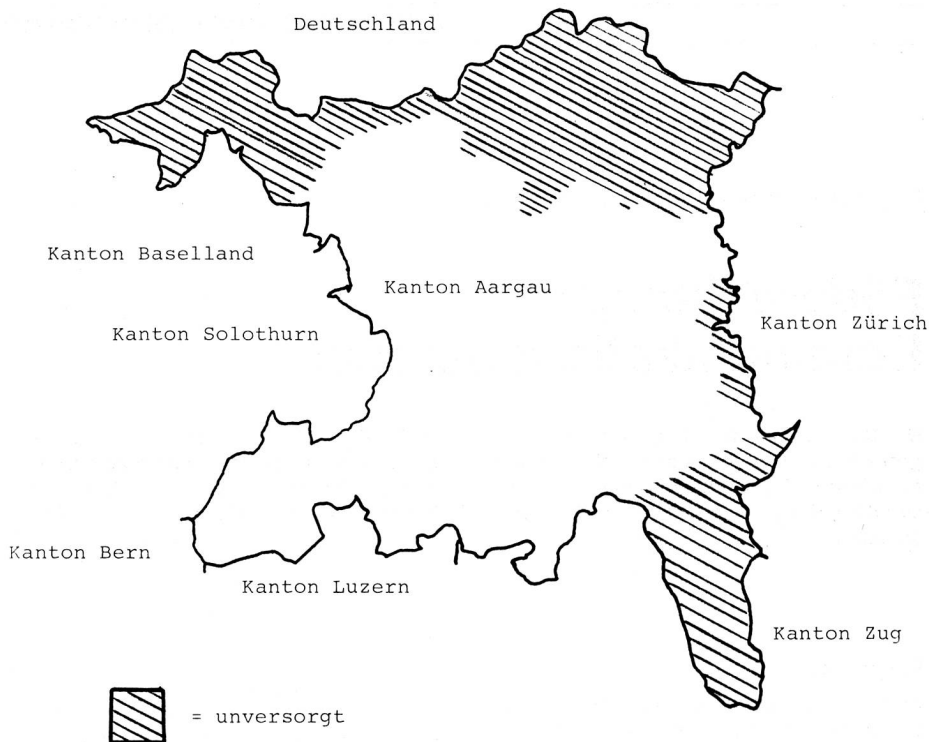 Deutschland
Kanton Baselland
Kanton Aargau
Kanton Solothurn
Kanton Zürich
Kanton Bern
Kanton Luzern
Kanton Zug
= unversorgt